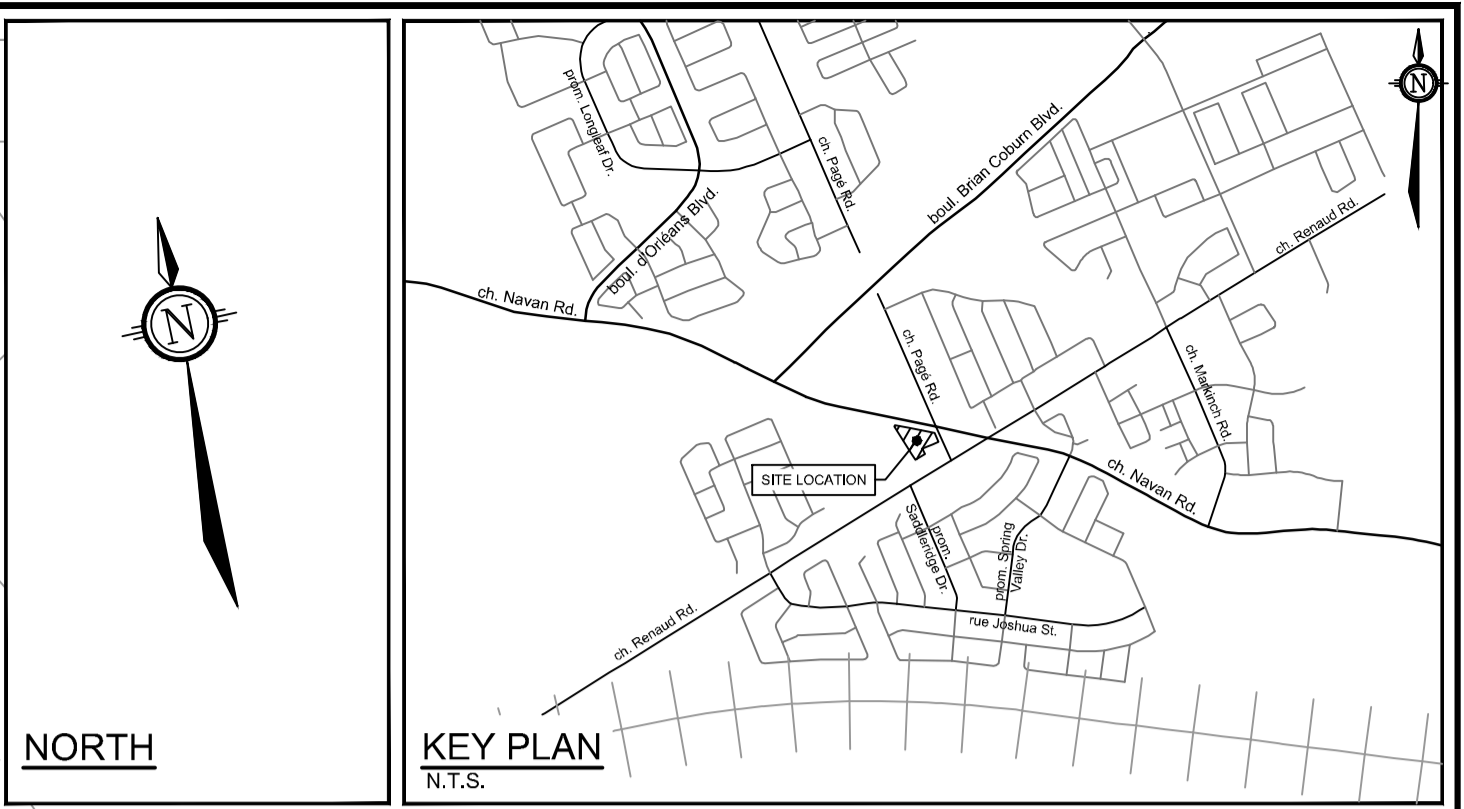 N
NORTH
prom. Longleaf Dr.
ch. Pagé Rd.
boul. d'Orléans Blvd.
boul. Brian Coburn Blvd.
N
ch. Renaud Rd.
ch. Navan Rd.
ch. Pagé Rd.
ch. Markinch Rd.
SITE LOCATION
ch. Navan Rd.
prom.
Saddleridge Dr.
prom. Spring
Valley Dr.
rue Joshua St.
ch. Renaud Rd.
KEY PLAN
N.T.S.